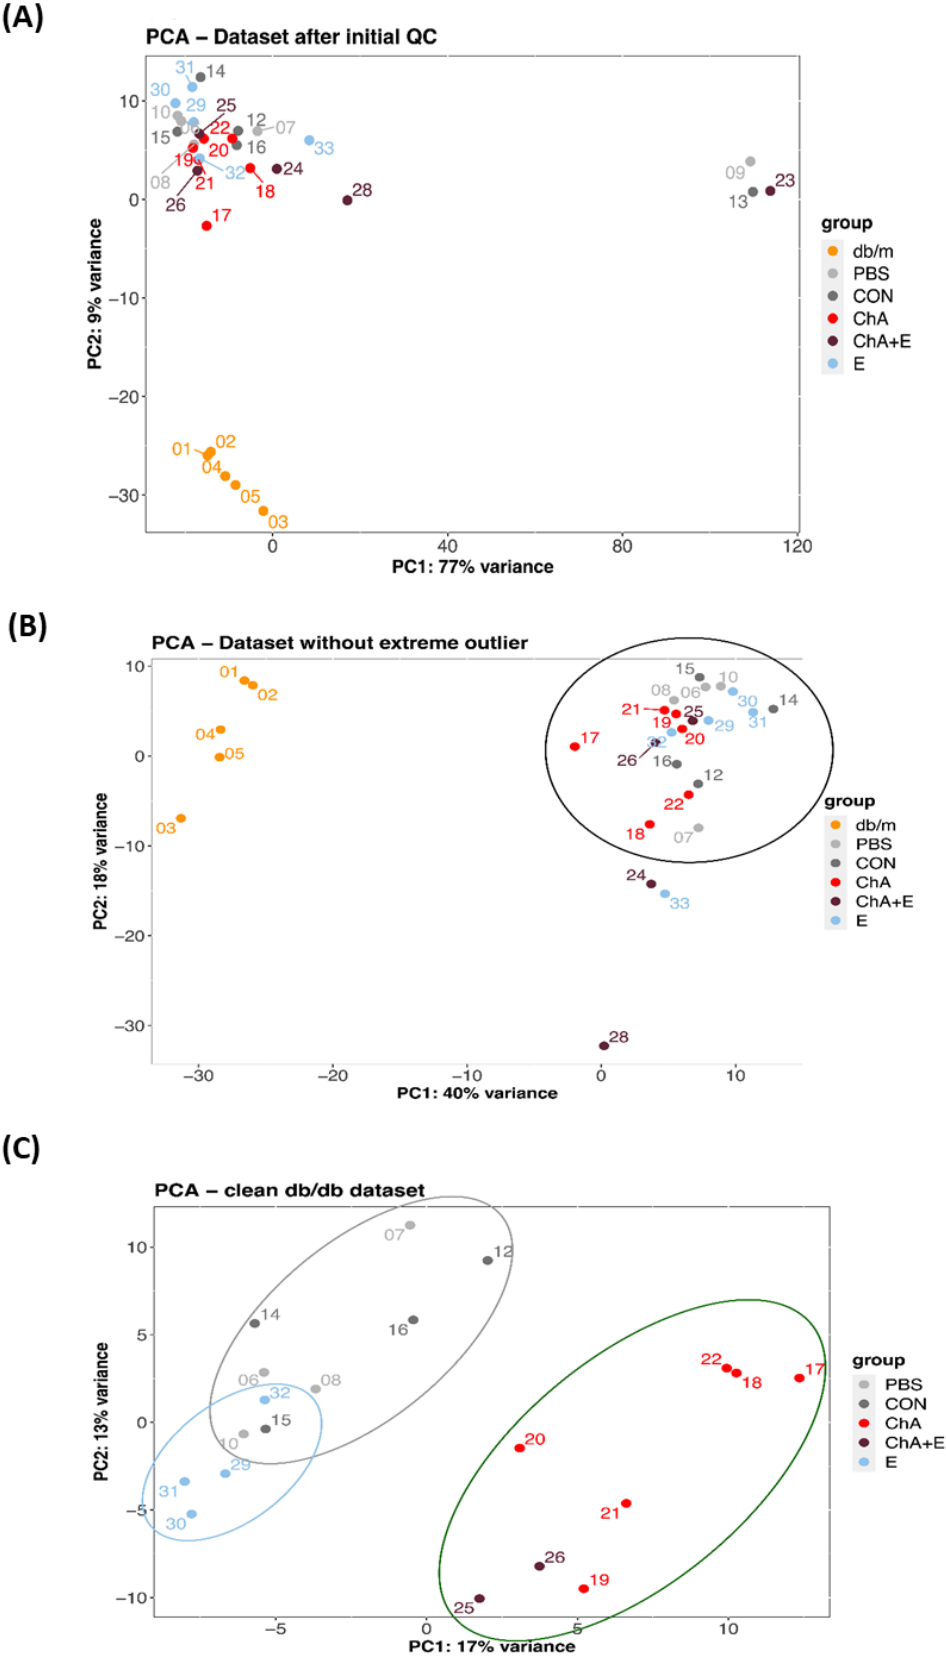 (A)
PCA – Dataset after initial QC
31 14
30
10 29 25
15 06 22 12 07
19 20 16 33
08 21 32 18 24 28
26
17
09
13 23
01 02
04
05
03
10
0
−10
−20
−30
PC2: 9% variance
0 40 80 120
PC1: 77% variance
group
db/m
PBS
CON
ChA
ChA+E
E
(B)
PCA – Dataset without extreme outlier
01
02
04
05
03
15 10
08 06 30
21 25 14
19 29 31
17 32 20
26 16
12
22
18 07
24
33
28
10
0
−10
−20
−30
PC2: 18% variance
−30 −20 −10 0 10
PC1: 40% variance
group
db/m
PBS
CON
ChA
ChA+E
E
(C)
PCA – clean db/db dataset
07
12
14
16
06 08
32
15
10
29
31
30
22 17
18
20
21
26
19
25
10
5
0
−5
−10
PC2: 13% variance
−5 0 5 10
PC1: 17% variance
group
PBS
CON
ChA
ChA+E
E